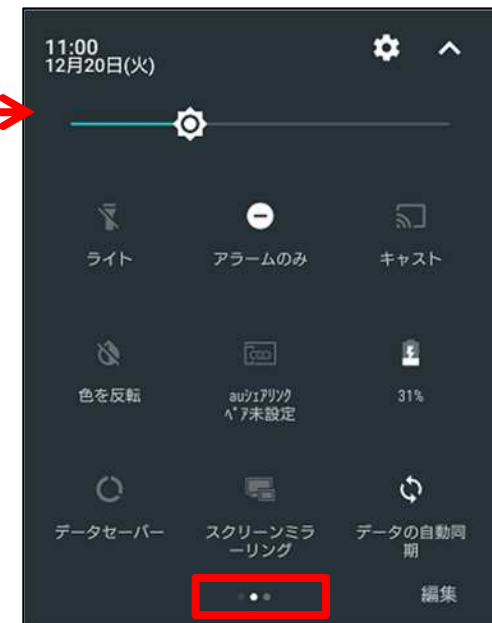 11:00
12月20日(火)
ライト
アラームのみ
キャスト
色を反転
auｼｪｱﾘﾝｸ
ﾍﾟｱ未設定
31%
データセーバー
スクリーンミラ
ーリング
データの自動同
期
編集